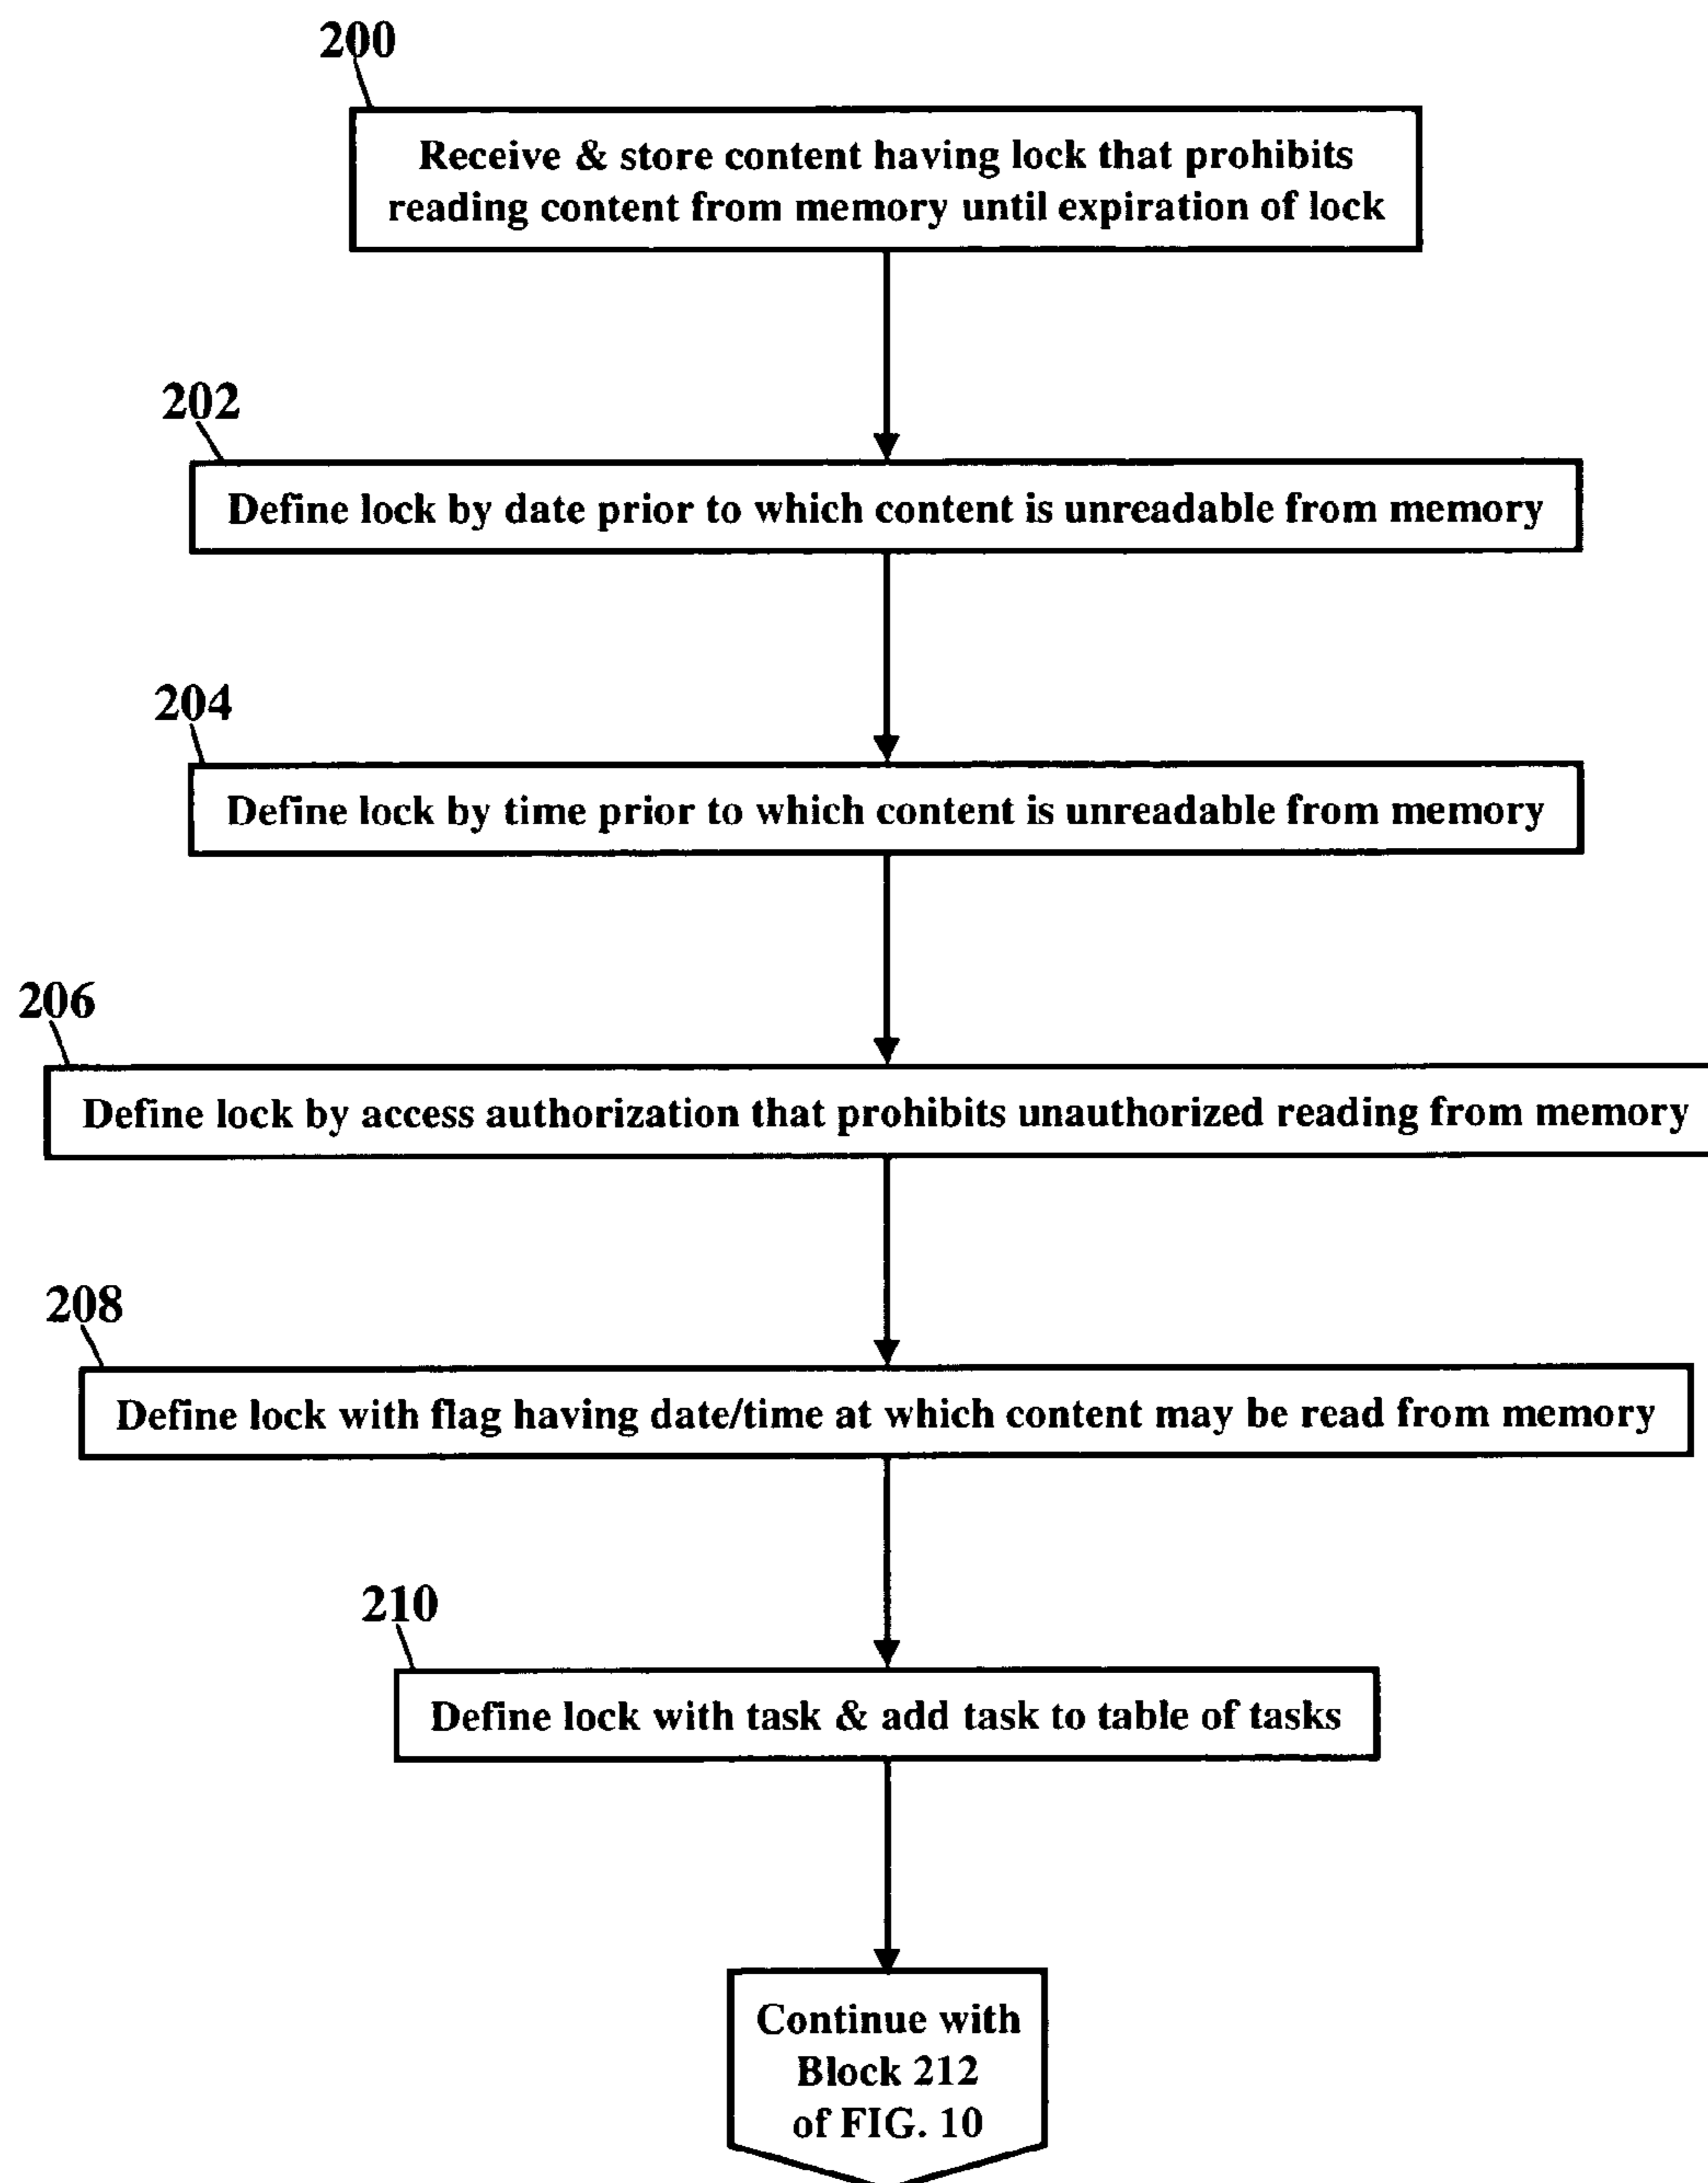 200
Receive & store content having lock that prohibits
reading content from memory until expiration of lock
202
Define lock by date prior to which content is unreadable from memory
204
Define lock by time prior to which content is unreadable from memory
206
Define lock by access authorization that prohibits unauthorized reading from memory
208
Define lock with flag having date/time at which content may be read from memory
210
Define lock with task & add task to table of tasks
Continue with
Block 212
of FIG. 10